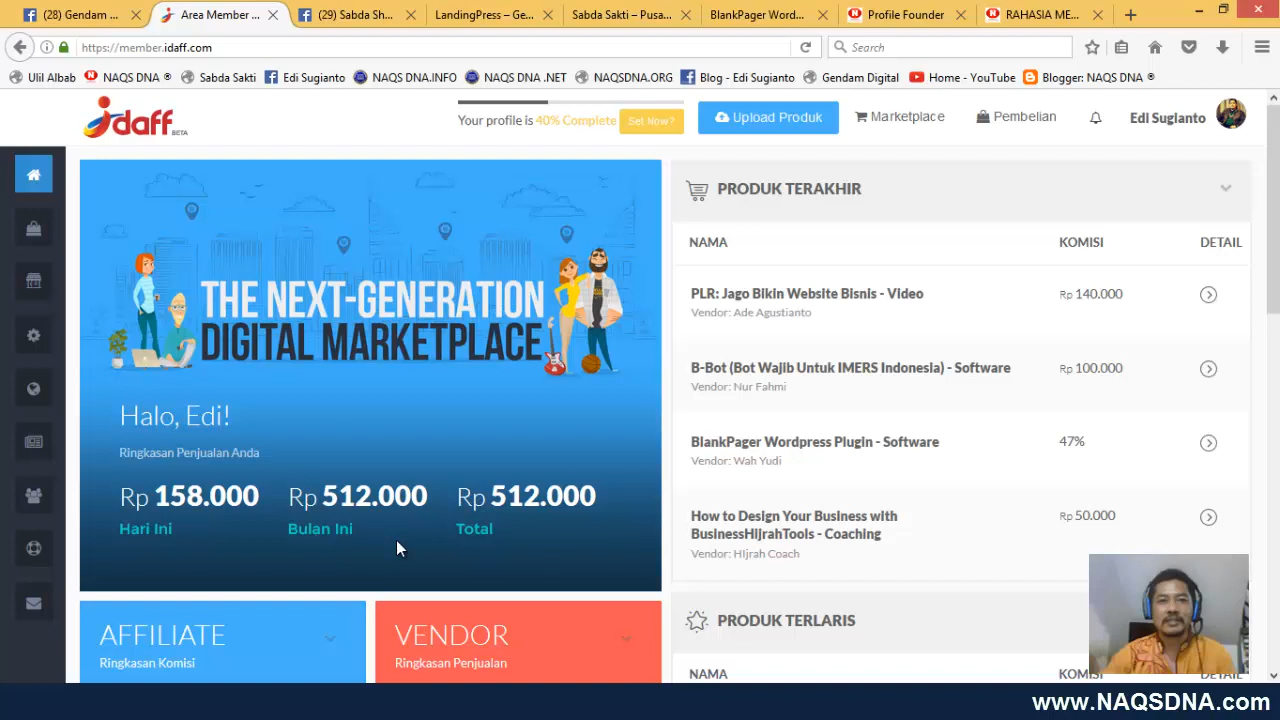 (28) Gendam ...
Area Member ...
(29) Sabda Sh...
LandingPress – Ge...
Sabda Sakti – Pusa...
BlankPager Word...
Profile Founder
RAHASIA ME...
https://member.idaff.com
Search
Ulil Albab
NAQS DNA ®
Sabda Sakti
Edi Sugianto
NAQS DNA.INFO
NAQS DNA .NET
NAQSDNA.ORG
Blog - Edi Sugianto
Gendam Digital
Home - YouTube
Blogger: NAQS DNA ®
idaff
BETA
Your profile is 40% Complete
Set Now?
Upload Produk
Marketplace
Pembelian
Edi Sugianto
THE NEXT-GENERATION
DIGITAL MARKETPLACE
Halo, Edi!
Ringkasan Penjualan Anda
Rp 158.000 Rp 512.000 Rp 512.000
Hari Ini Bulan Ini Total
AFFILIATE
Ringkasan Komisi
VENDOR
Ringkasan Penjualan
PRODUK TERAKHIR
NAMA KOMISI DETAIL
PLR: Jago Bikin Website Bisnis - Video Rp 140.000
Vendor: Ade Agustianto
B-Bot (Bot Wajib Untuk IMERS Indonesia) - Software Rp 100.000
Vendor: Nur Fahmi
BlankPager Wordpress Plugin - Software 47%
Vendor: Wah Yudi
How to Design Your Business with Rp 50.000
BusinessHijrahTools - Coaching
Vendor: Hijrah Coach
PRODUK TERLARIS
NAMA KOMISI DETAIL
www.NAQSDNA.com